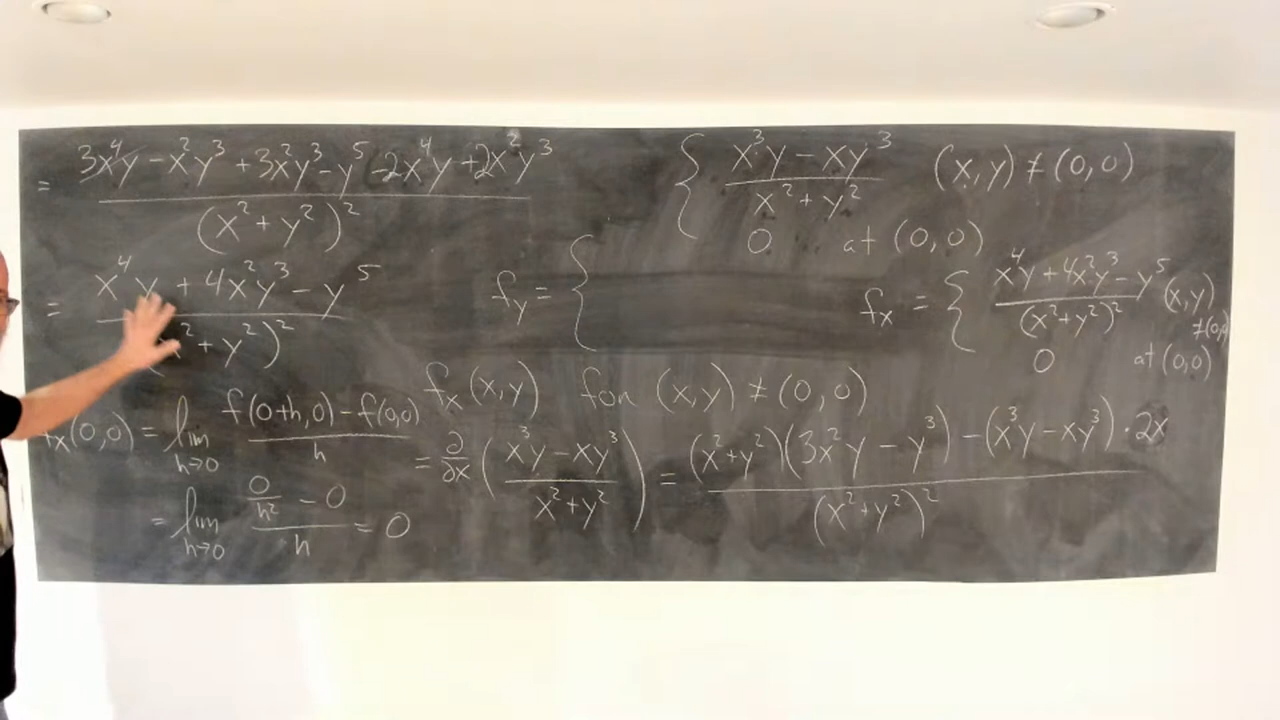 = (3x⁴y − x²y³ + 3x²y³ − y⁵ − 2x⁴y + 2x²y³) / (x² + y²)²
= (x⁴y + 4x²y³ − y⁵) / (x² + y²)²
fₓ(0,0) = lim h→0 (f(0+h,0) − f(0,0)) / h
= lim h→0 (0/h² − 0) / h = 0
{ (x³y − xy³) / (x² + y²) (x,y) ≠ (0,0)
0 at (0,0)
f_y = {
fₓ = { (x⁴y + 4x²y³ − y⁵) / (x²+y²)² (x,y) ≠(0,0)
0 at (0,0)
fₓ(x,y) for (x,y) ≠ (0,0)
= ∂/∂x ((x³y − xy³) / (x²+y²)) = ((x²+y²)(3x²y − y³) − (x³y − xy³)·2x) / (x²+y²)²